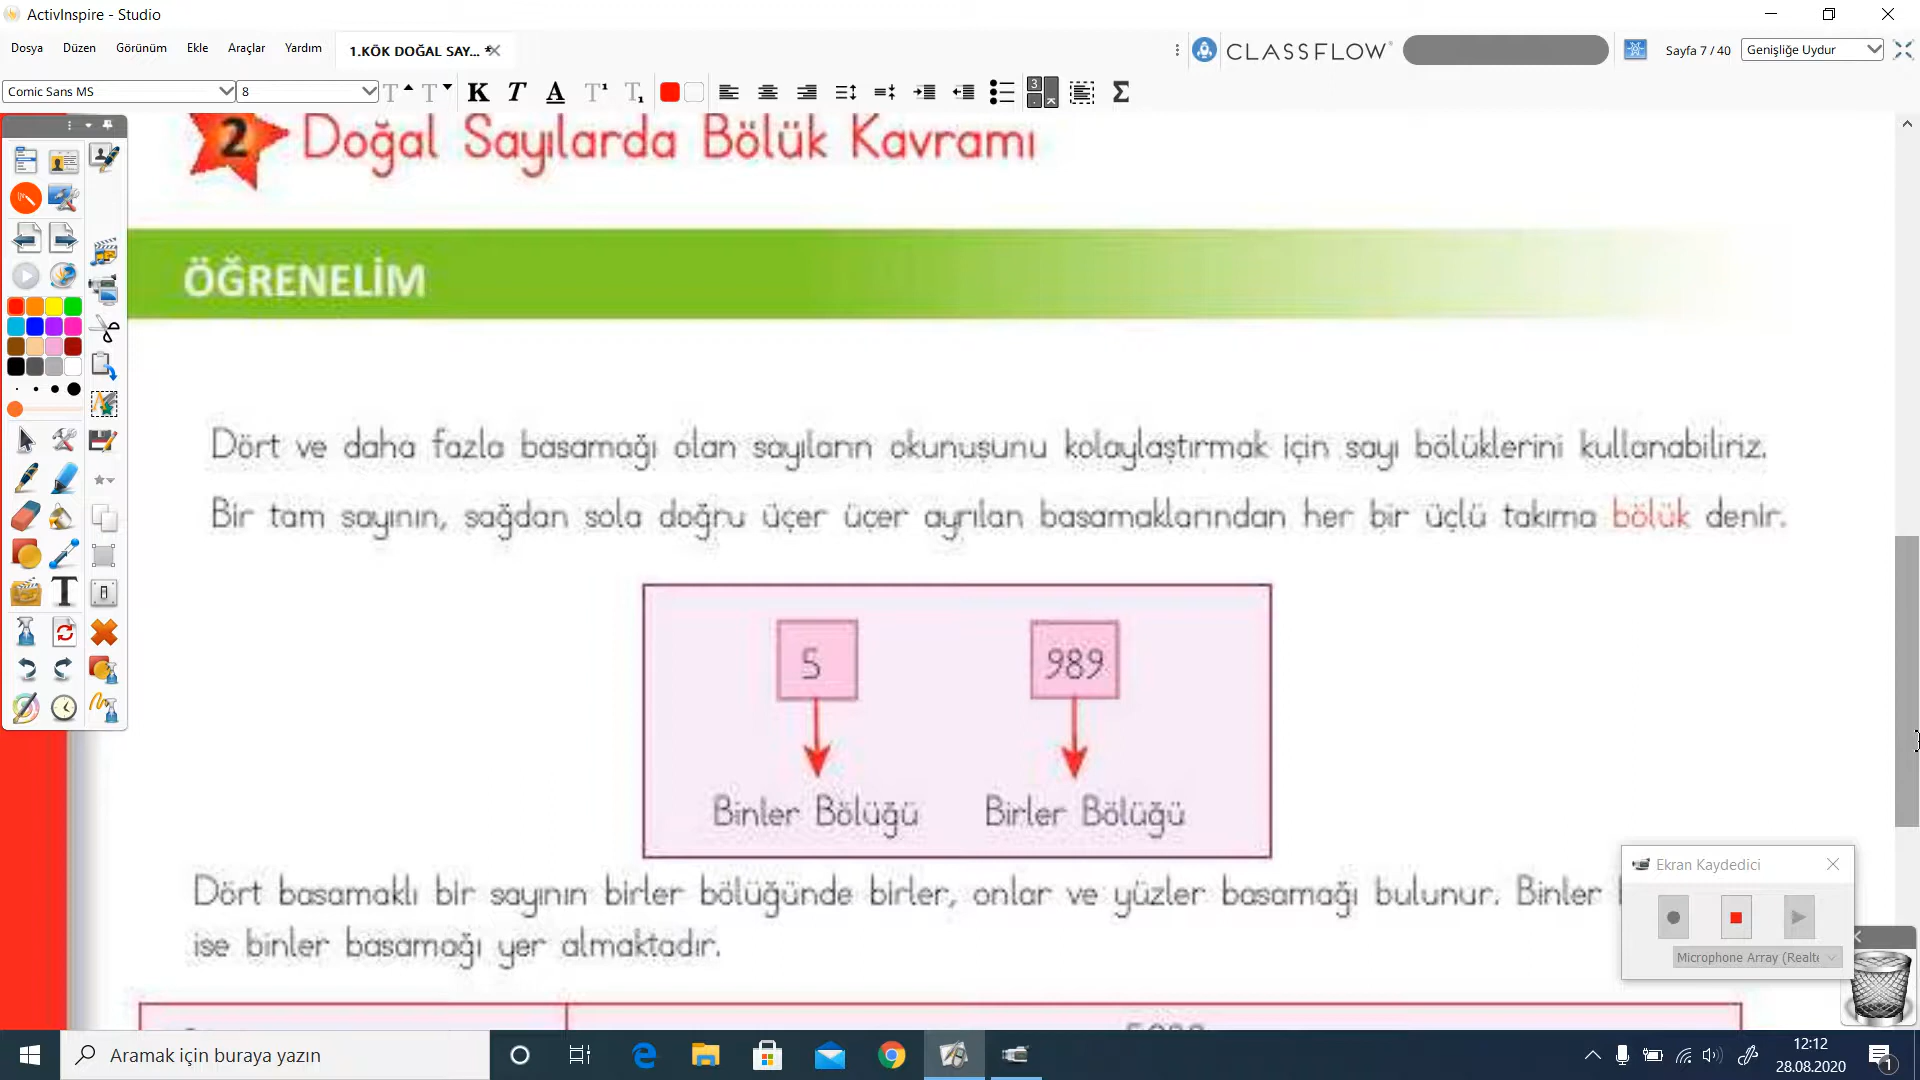 ActivInspire - Studio
Dosya Düzen Görünüm Ekle Araçlar Yardım 1.KÖK DOĞAL SAY... * CLASSFLOW Sayfa 7 / 40 Genişliğe Uydur
Comic Sans MS 8 K T A T¹ T₁ Σ
2 Doğal Sayılarda Bölük Kavramı
ÖĞRENELİM
Dört ve daha fazla basamağı olan sayıların okunuşunu kolaylaştırmak için sayı bölüklerini kullanabiliriz.
Bir tam sayının, sağdan sola doğru üçer üçer ayrılan basamaklarından her bir üçlü takıma bölük denir.
5 989
Binler Bölüğü Birler Bölüğü
Dört basamaklı bir sayının birler bölüğünde birler, onlar ve yüzler basamağı bulunur. Binler
ise binler basamağı yer almaktadır.
Ekran Kaydedici
Microphone Array (Realte
Aramak için buraya yazın
12:12
28.08.2020
1